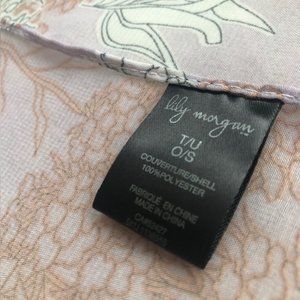 lily morgan
T/U
O/S
COUVERTURE/SHELL
100% POLYESTER
FABRIQUÉ EN CHINE
MADE IN CHINA